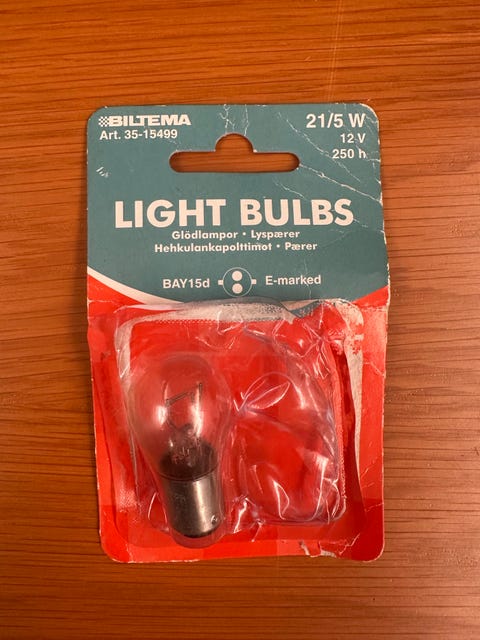 BILTEMA
Art. 35-15499
21/5 W
12 V
250 h
LIGHT BULBS
Glödlampor • Lyspærer
Hehkulankapolttimot • Pærer
BAY15d
E-marked